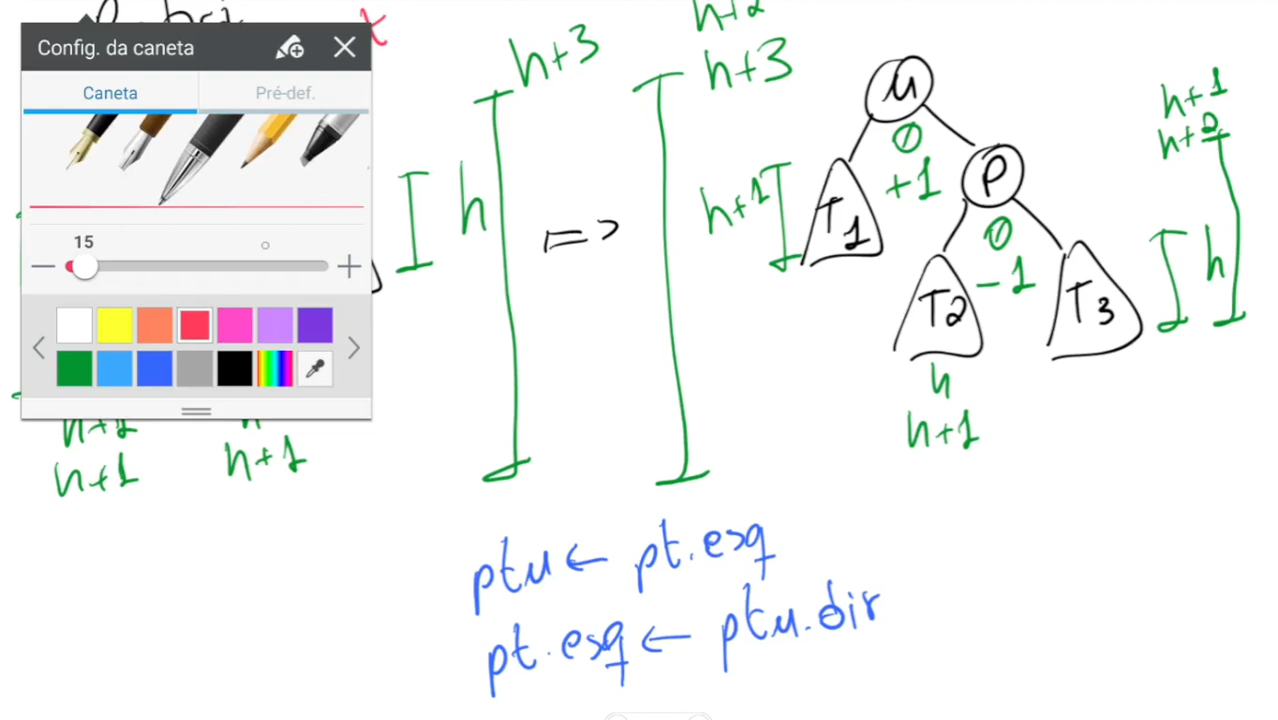 Config. da caneta
Caneta
Pré-def.
15
h
h+3
h+1
h+1
h+1
=>
h+2
h+3
h+1
u
0
+1
T1
p
0
-1
T2
T3
h
h+1
h
h+1
h+2
ptu ← pt.esq
pt.esq ← ptu.dir